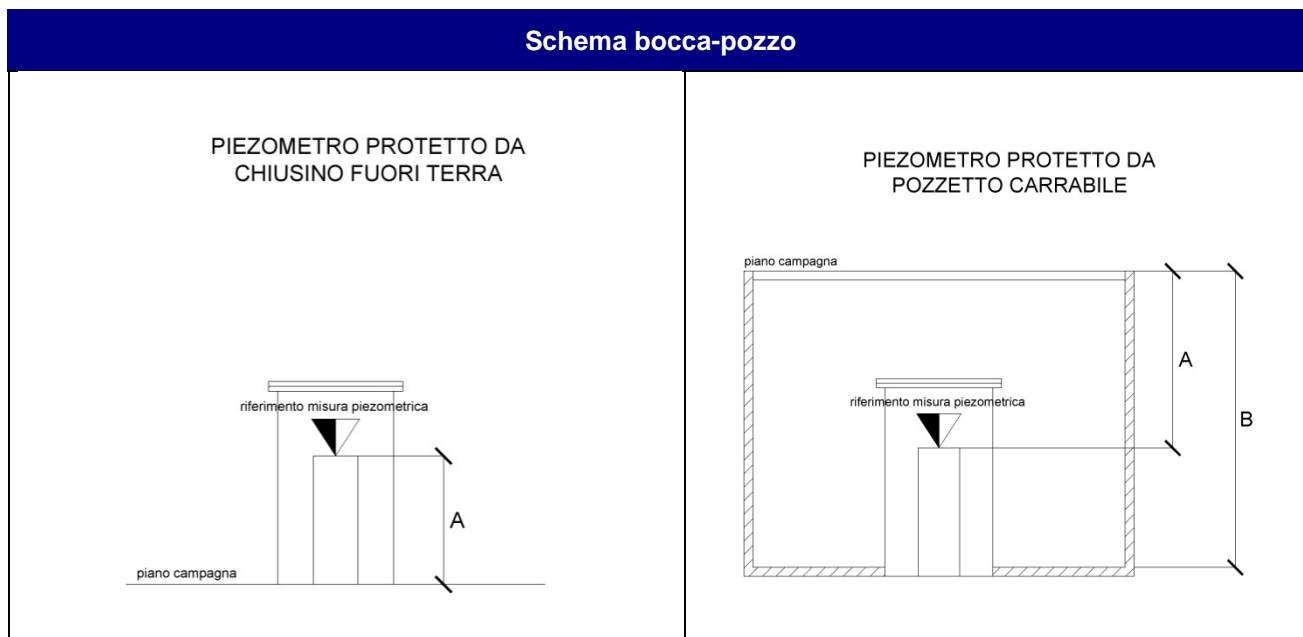 Schema bocca-pozzo
PIEZOMETRO PROTETTO DA
CHIUSINO FUORI TERRA
riferimento misura piezometrica
A
piano campagna
PIEZOMETRO PROTETTO DA
POZZETTO CARRABILE
piano campagna
A
riferimento misura piezometrica
B